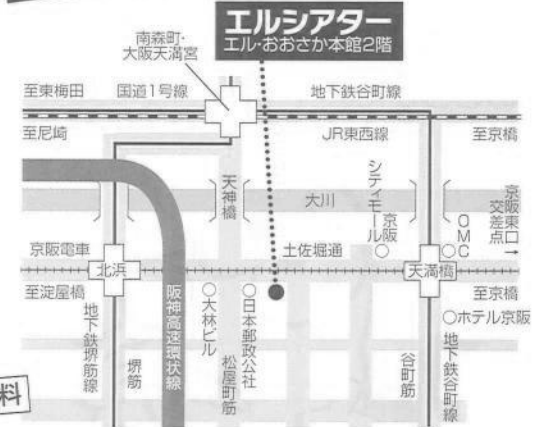 エルシアター
エル・おおさか本館2階
南森町・
大阪天満宮
至東梅田
国道1号線
地下鉄谷町線
至尼崎
JR東西線
至京橋
天神橋
大川
シティモール
京阪
OMC
京阪東口
交差点→
京阪電車
土佐堀通
北浜
天満橋
至淀屋橋
至京橋
地下鉄堺筋線
堺筋
阪神高速環状線
大林ビル
松屋町筋
日本郵政公社
谷町筋
地下鉄谷町線
ホテル京阪
料